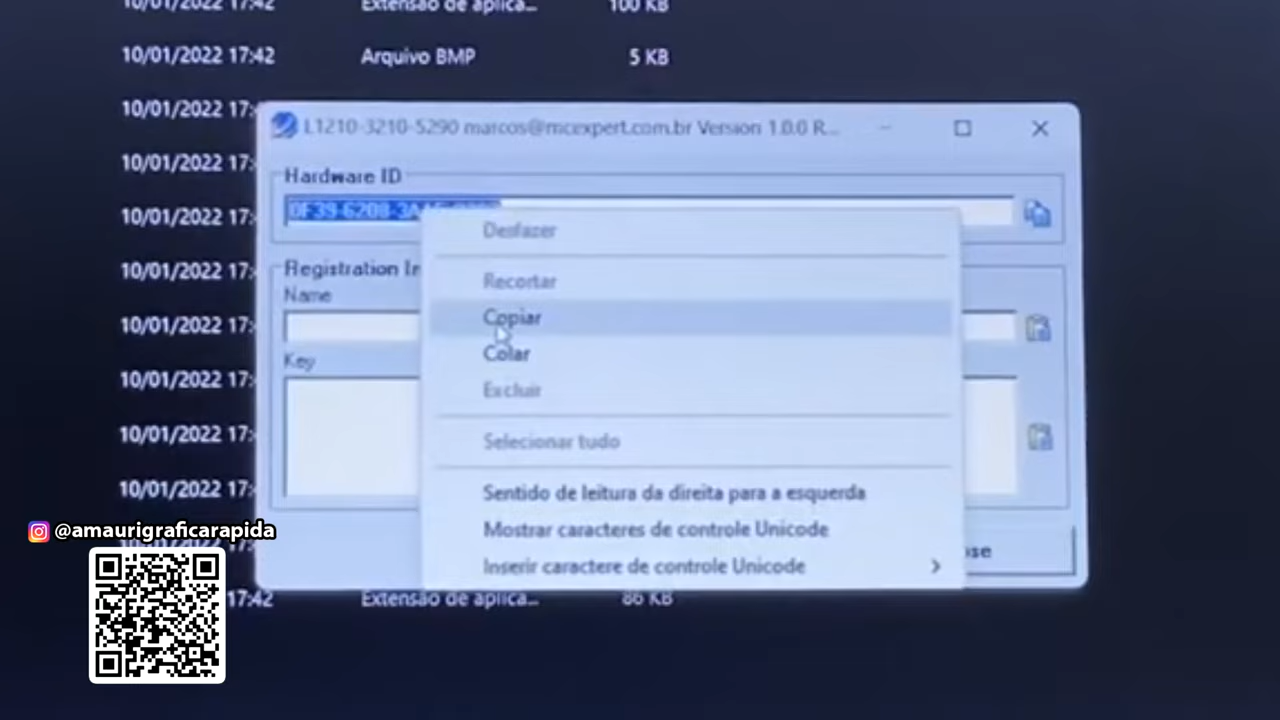 10/01/2022 17:42 Extensão de aplica... 100 KB
10/01/2022 17:42 Arquivo BMP 5 KB
10/01/2022 17:
L1210-3210-5290 marcos@mcexpert.com.br Version 1.0.0 R...
10/01/2022 17:
Hardware ID
10/01/2022 17:
0F39-6208-
Desfazer
10/01/2022 17:
Registration In
Recortar
Name
10/01/2022 17:
Copiar
Colar
Key
10/01/2022 17:
Excluir
10/01/2022 17:
Selecionar tudo
10/01/2022 17:
Sentido de leitura da direita para a esquerda
Mostrar caracteres de controle Unicode
@amaurigraficarapida
Inserir caractere de controle Unicode
se
17:42 Extensão de aplica... 86 KB